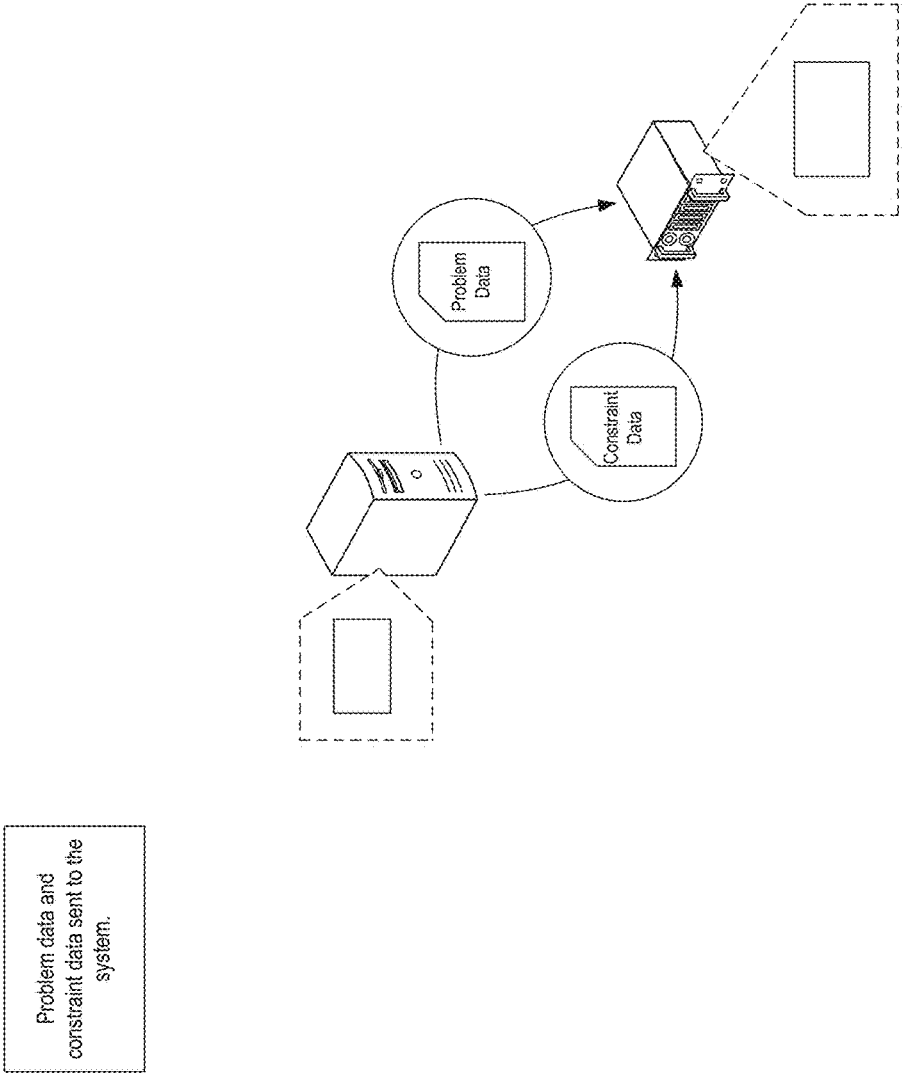 Problem data and
constraint data sent to the
system.
Problem
Data
Constraint
Data